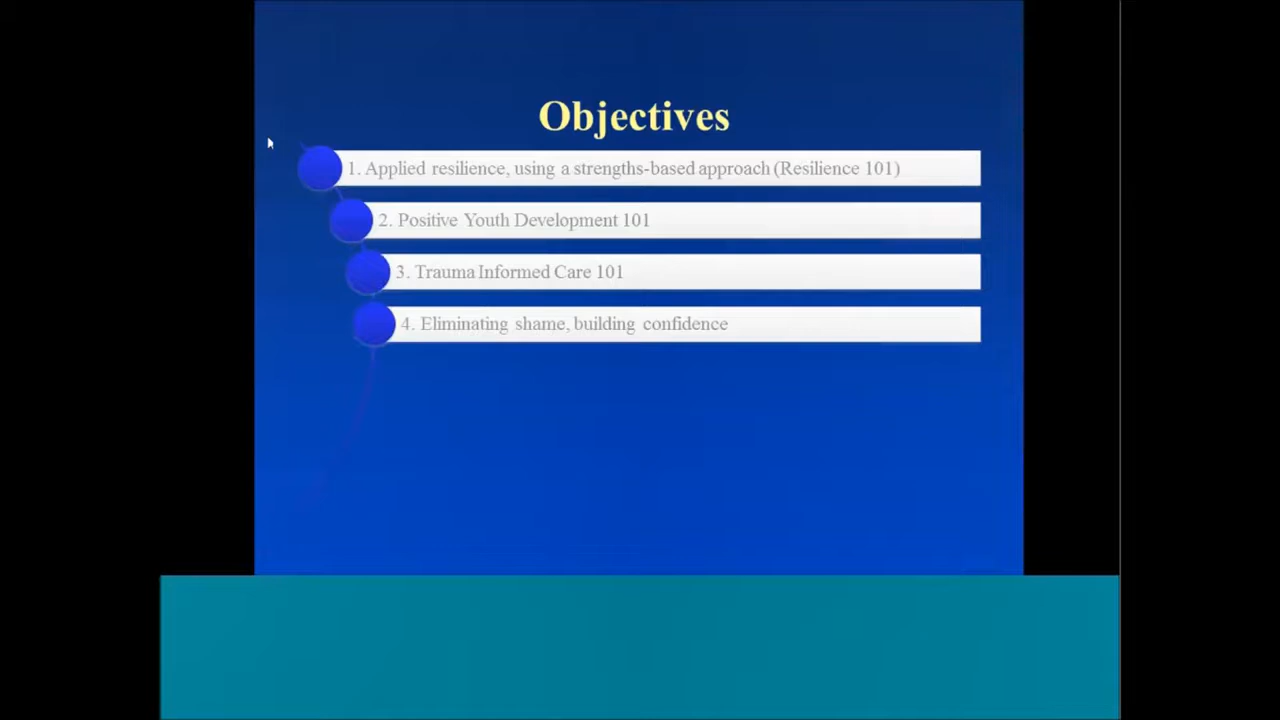 Objectives
1. Applied resilience, using a strengths-based approach (Resilience 101)
2. Positive Youth Development 101
3. Trauma Informed Care 101
4. Eliminating shame, building confidence